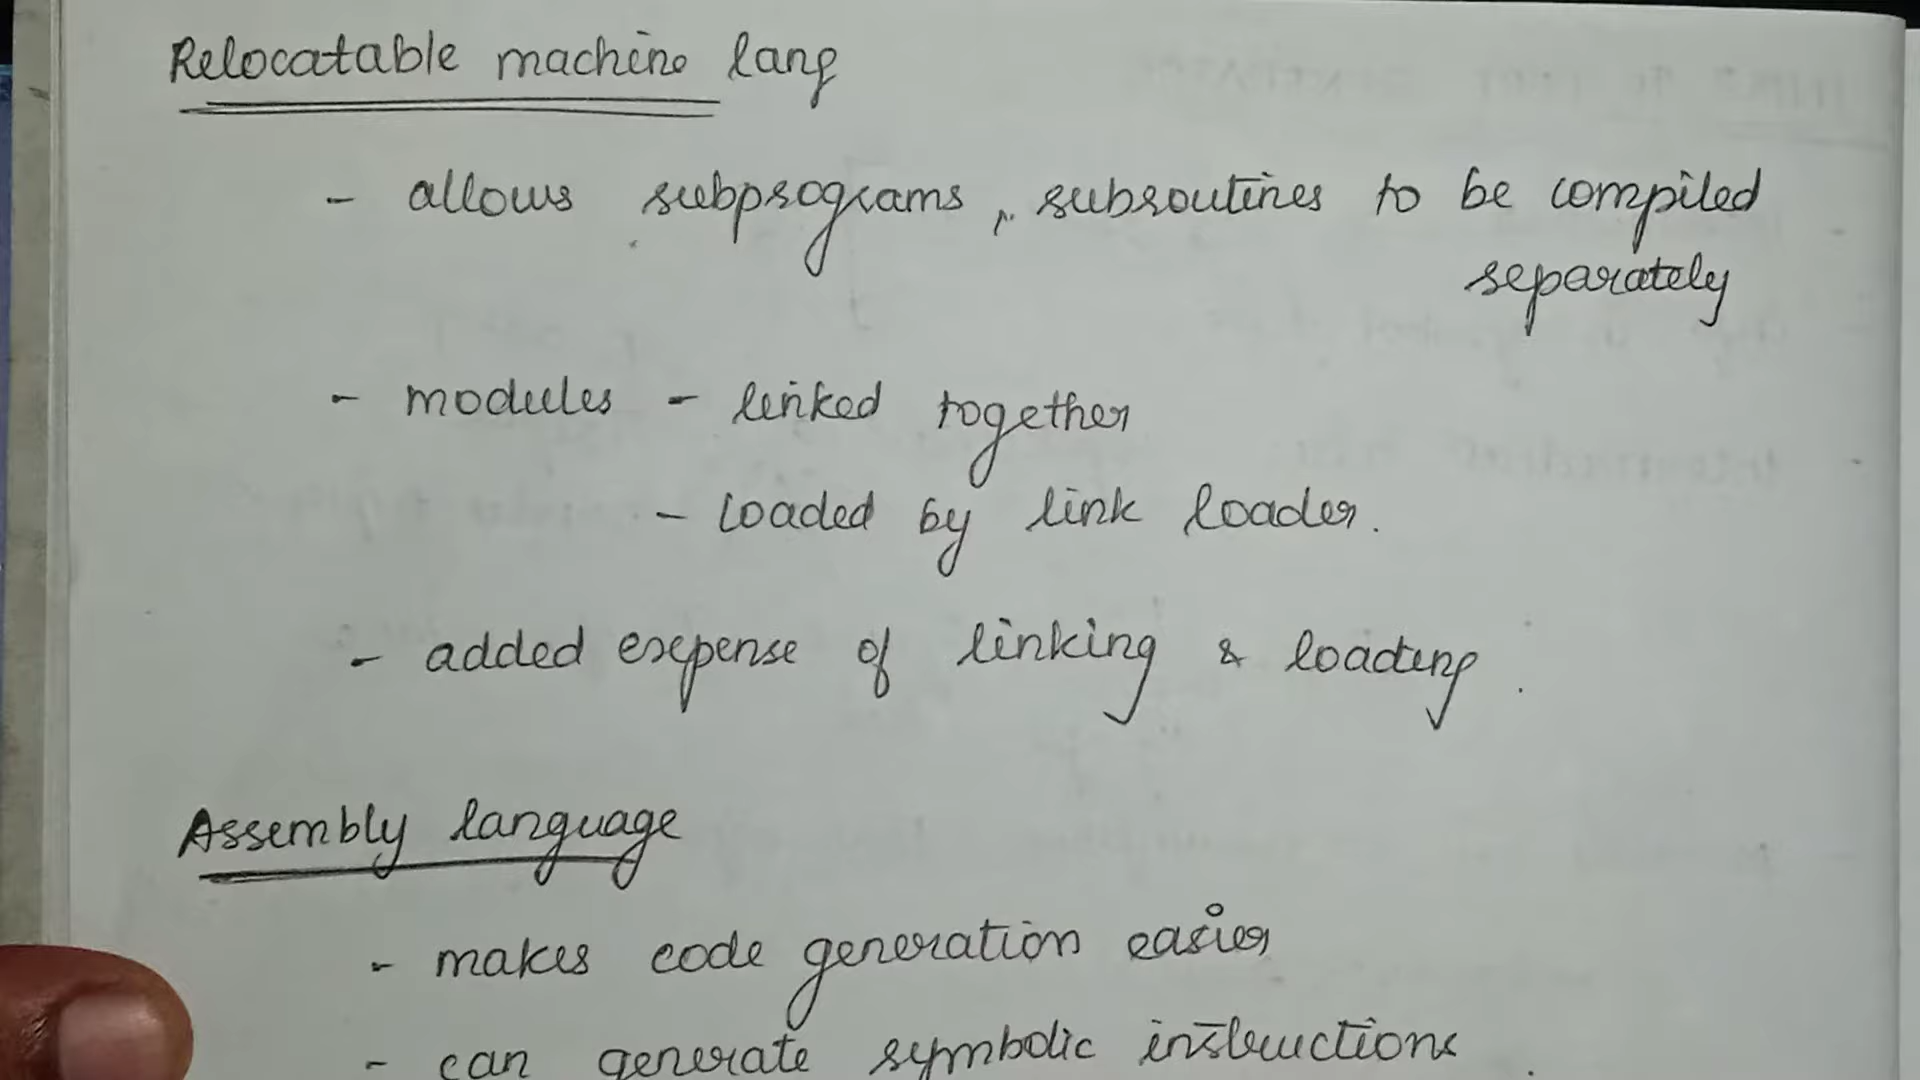 Relocatable machine lang
- allows subprograms, subroutines to be compiled
separately
- modules - linked together
- loaded by link loader.
- added expense of linking & loading.
Assembly language
- makes code generation easier
- can generate symbolic instructions.